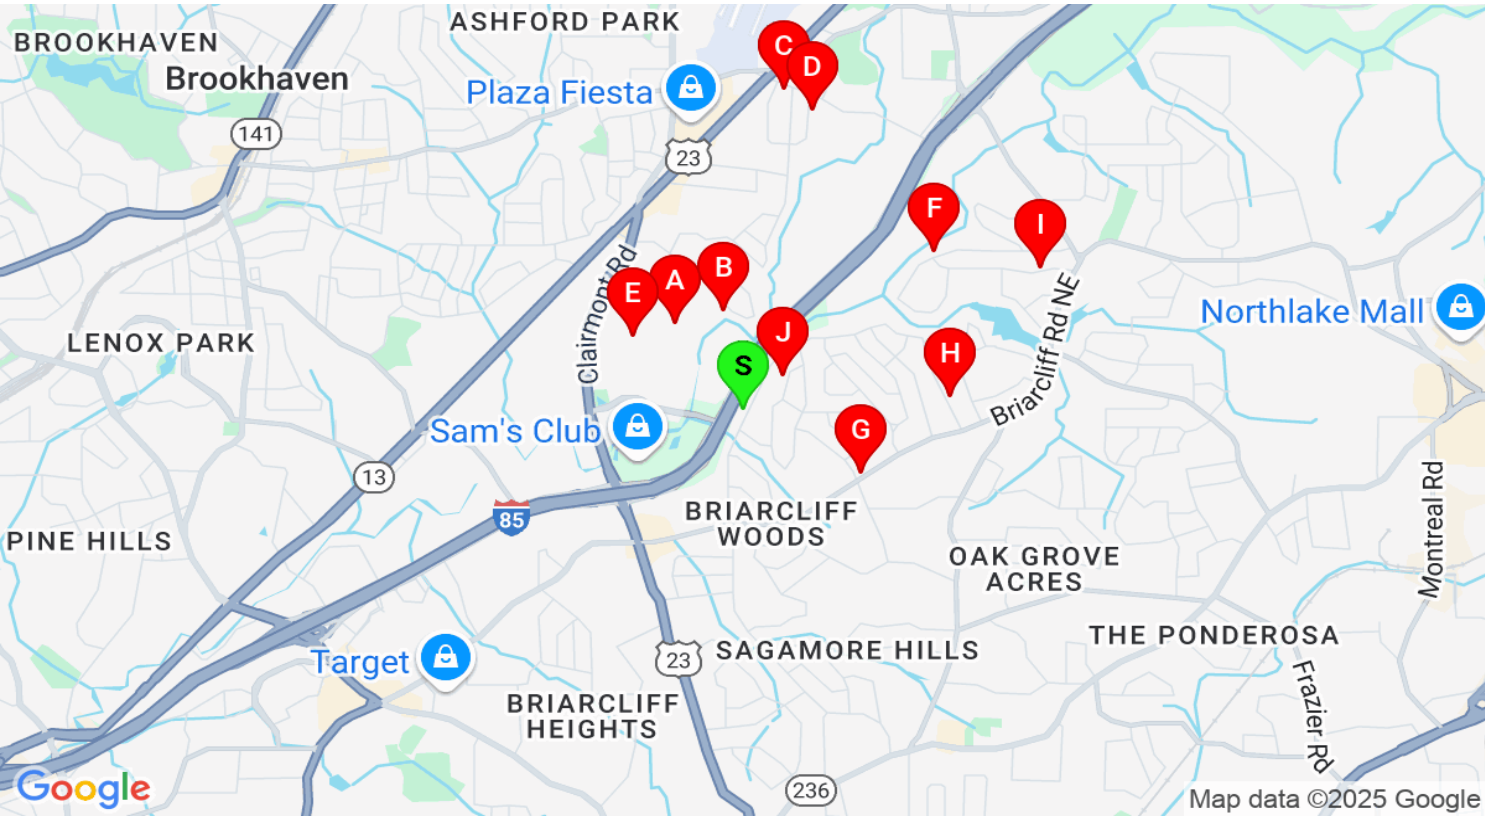 ASHFORD PARK
BROOKHAVEN
Brookhaven
C
D
Plaza Fiesta
141
23
F
I
Clairmont Rd
E
A
B
Northlake Mall
LENOX PARK
J
H
S
Briarcliff Rd NE
Sam's Club
G
13
85
BRIARCLIFF
WOODS
PINE HILLS
OAK GROVE
ACRES
Montreal Rd
THE PONDEROSA
SAGAMORE HILLS
23
Target
BRIARCLIFF
HEIGHTS
Frazier Rd
Google
236
Map data ©2025 Google